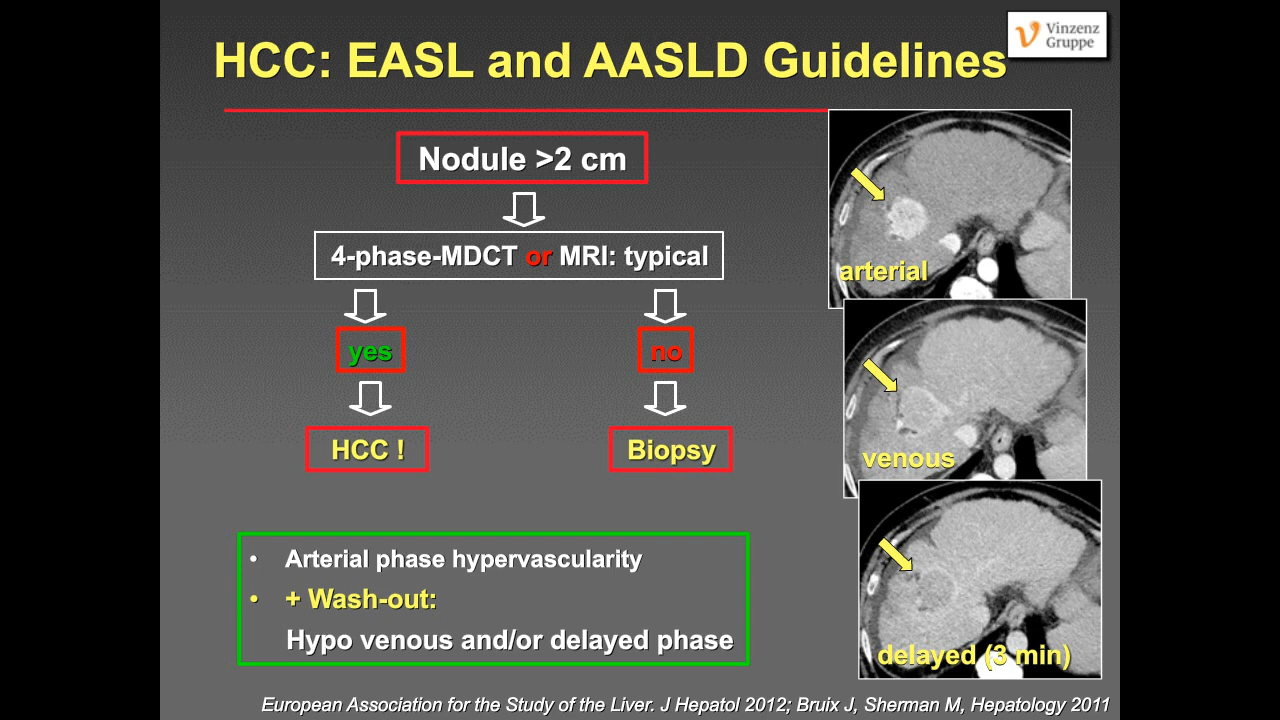 Vinzenz
Gruppe
HCC: EASL and AASLD Guidelines
Nodule >2 cm
4-phase-MDCT or MRI: typical
yes
no
HCC !
Biopsy
arterial
venous
delayed (3 min)
• Arterial phase hypervascularity
• + Wash-out:
Hypo venous and/or delayed phase
European Association for the Study of the Liver. J Hepatol 2012; Bruix J, Sherman M, Hepatology 2011